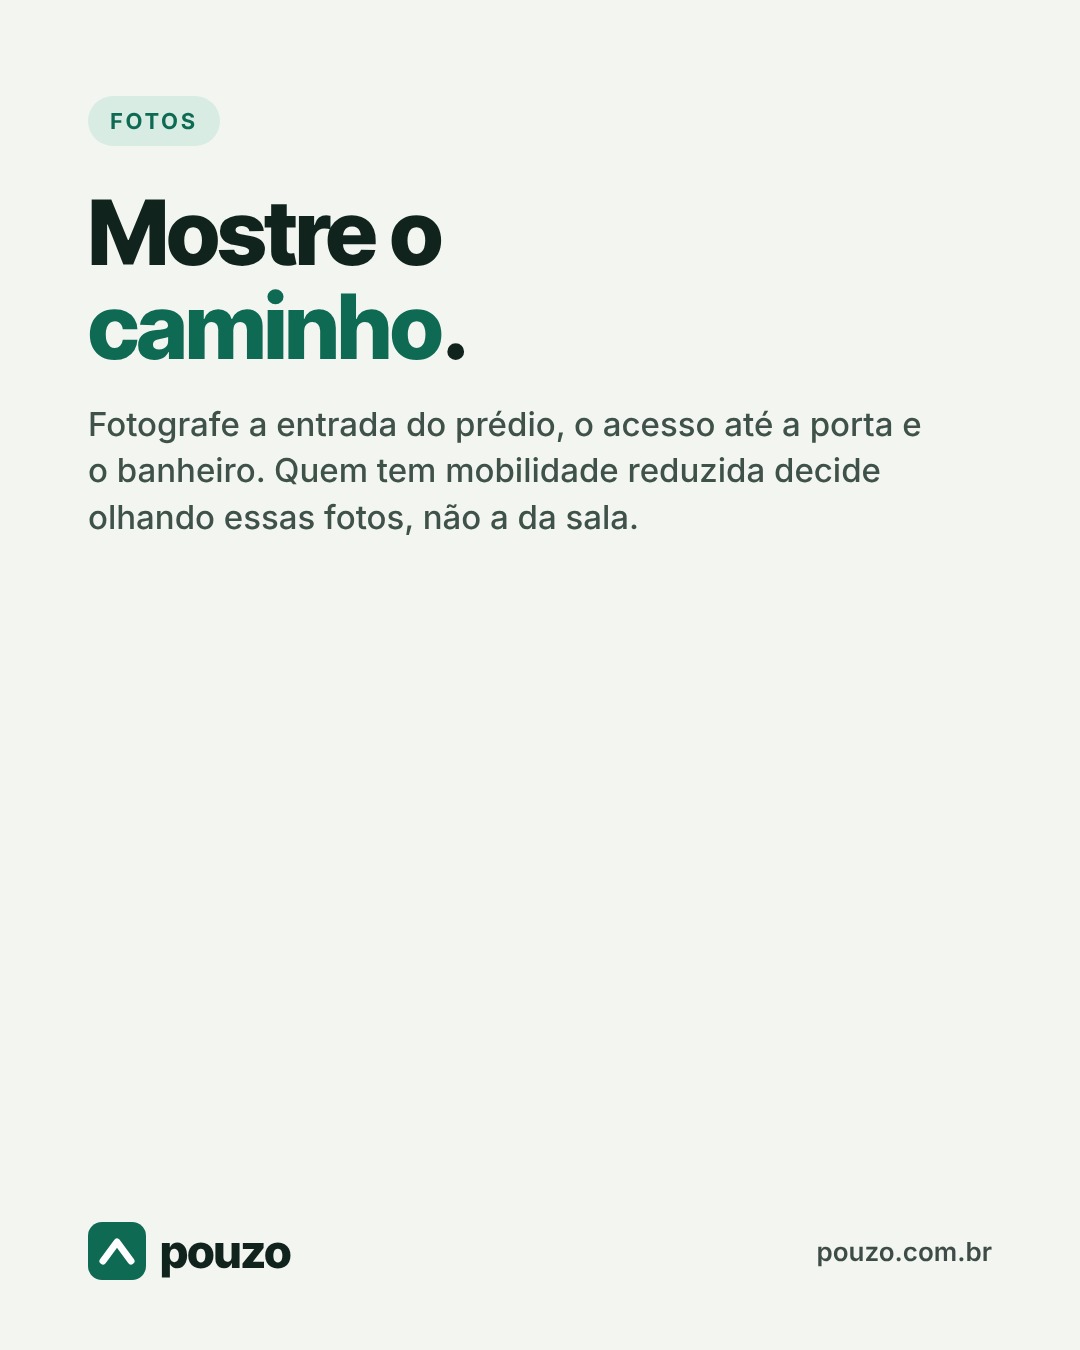 FOTOS
Mostre o
caminho.
Fotografe a entrada do prédio, o acesso até a porta e
o banheiro. Quem tem mobilidade reduzida decide
olhando essas fotos, não a da sala.
pouzo
pouzo.com.br